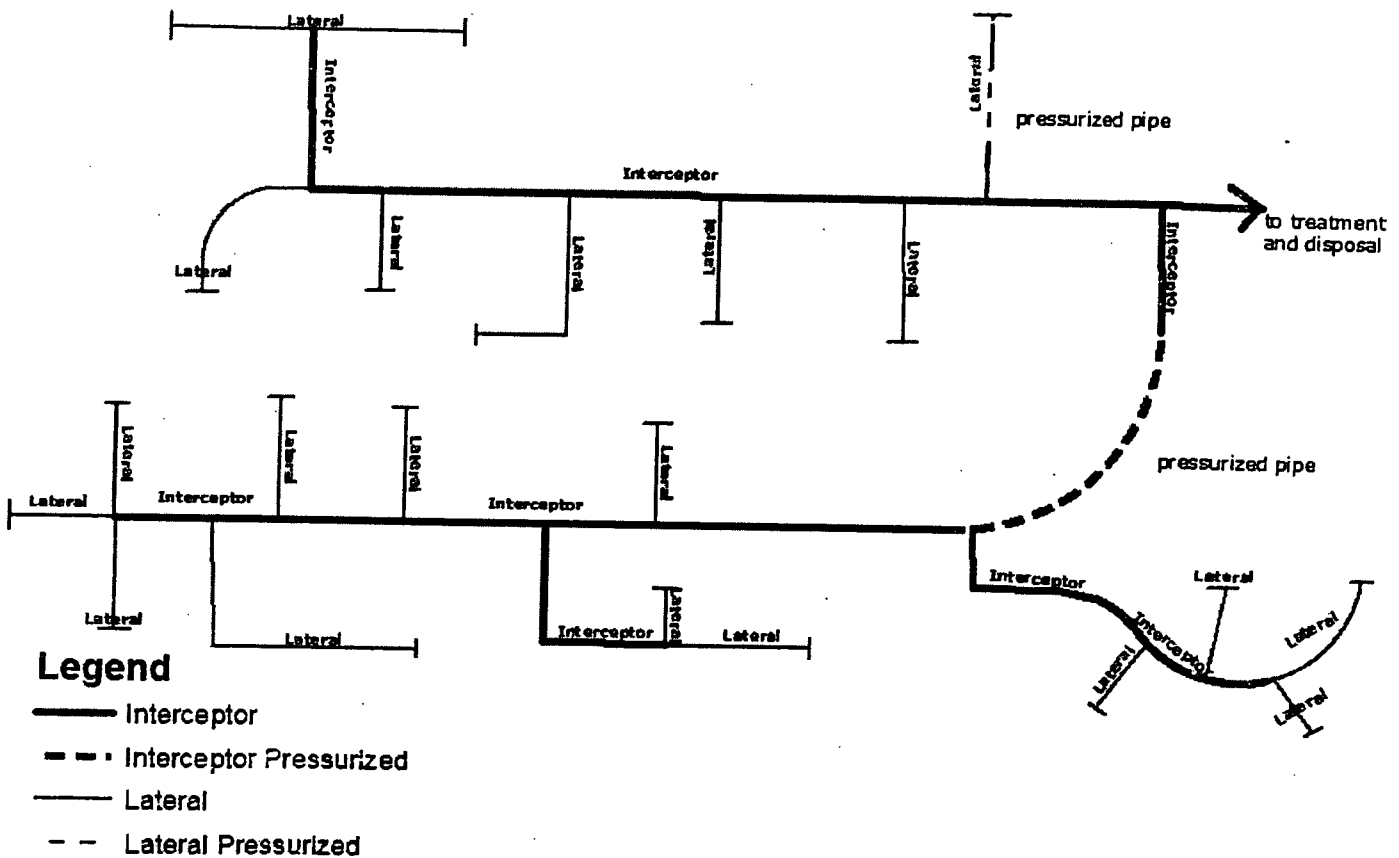 Lateral
Interceptor
Lateral
pressurized pipe
Interceptor
to treatment
and disposal
Lateral
Lateral
Lateral
Lateral
Lateral
Interceptor
pressurized pipe
Lateral
Lateral
Lateral
Lateral
Lateral
Interceptor
Interceptor
Lateral
Lateral
Interceptor
Lateral
Lateral
Interceptor
Interceptor
Lateral
Lateral
Lateral
Lateral
Legend
Interceptor
Interceptor Pressurized
Lateral
Lateral Pressurized